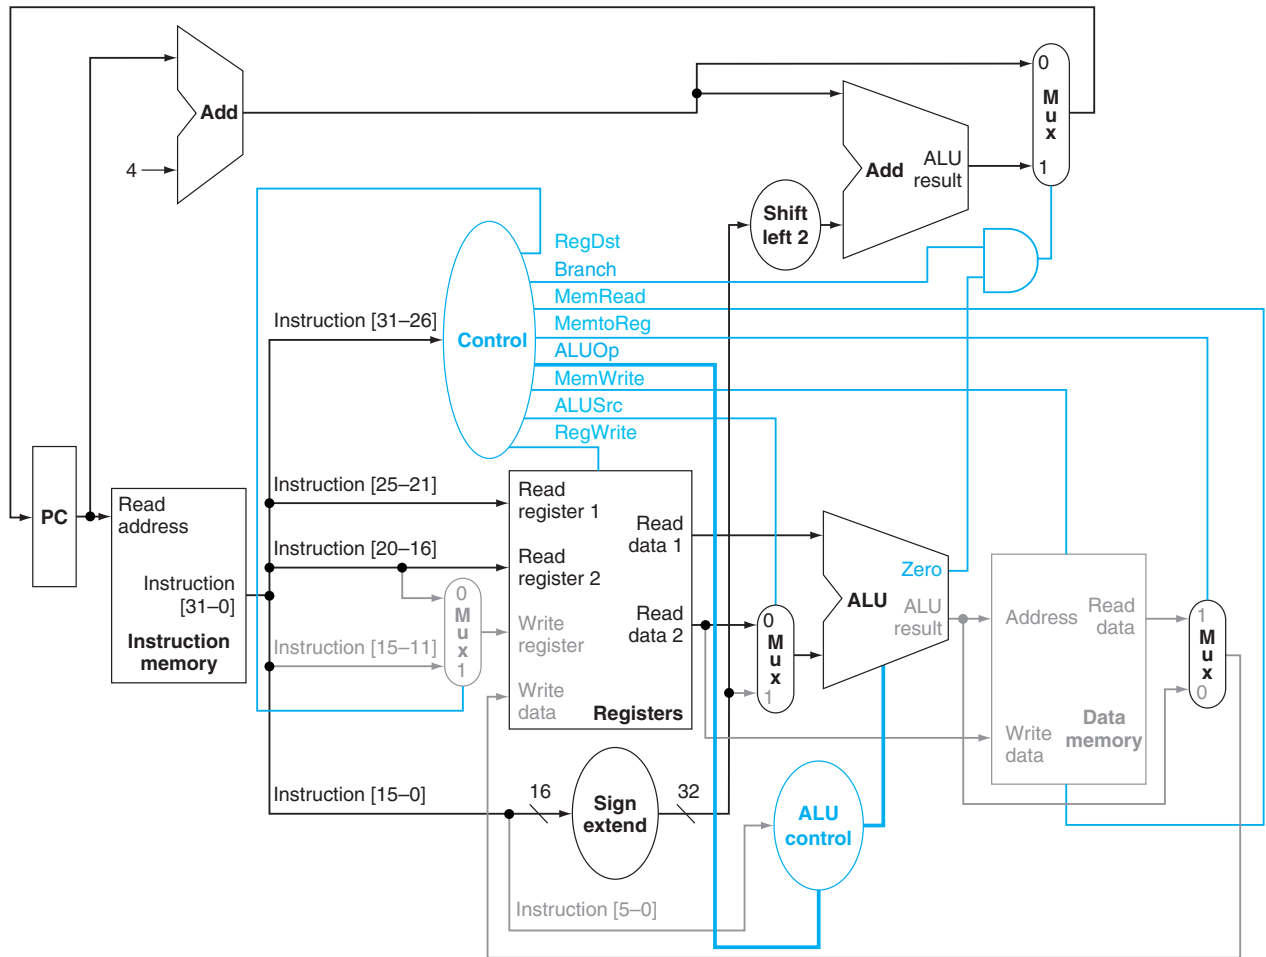 0
M
u
x
1
Add
4
Add
ALU
result
Shift
left 2
RegDst
Branch
MemRead
MemtoReg
ALUOp
MemWrite
ALUSrc
RegWrite
Control
Instruction [31–26]
PC
Read
address
Instruction
[31–0]
Instruction
memory
Instruction [25–21]
Instruction [20–16]
Instruction [15–11]
0
M
u
x
1
Read
register 1
Read
register 2
Write
register
Write
data
Read
data 1
Read
data 2
Registers
0
M
u
x
1
Zero
ALU
ALU
result
Address
Read
data
Write
data
Data
memory
1
M
u
x
0
Instruction [15–0]
16
Sign
extend
32
ALU
control
Instruction [5–0]